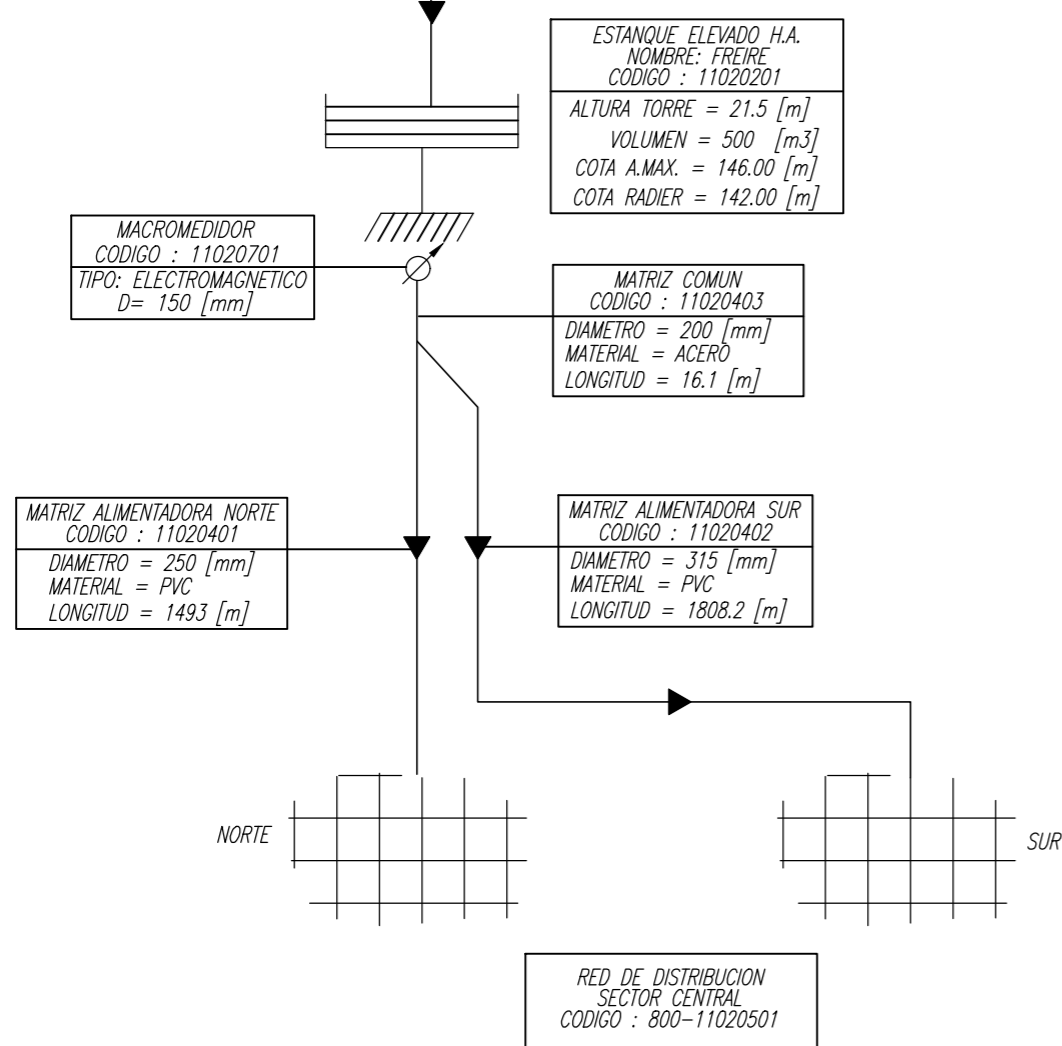 ESTANQUE ELEVADO H.A.
NOMBRE: FREIRE
CODIGO : 11020201
ALTURA TORRE = 21.5 [m]
VOLUMEN = 500 [m3]
COTA A.MAX. = 146.00 [m]
COTA RADIER = 142.00 [m]
MACROMEDIDOR
CODIGO : 11020701
TIPO: ELECTROMAGNETICO
D= 150 [mm]
MATRIZ COMUN
CODIGO : 11020403
DIAMETRO = 200 [mm]
MATERIAL = ACERO
LONGITUD = 16.1 [m]
MATRIZ ALIMENTADORA NORTE
CODIGO : 11020401
DIAMETRO = 250 [mm]
MATERIAL = PVC
LONGITUD = 1493 [m]
MATRIZ ALIMENTADORA SUR
CODIGO : 11020402
DIAMETRO = 315 [mm]
MATERIAL = PVC
LONGITUD = 1808.2 [m]
NORTE
SUR
RED DE DISTRIBUCION
SECTOR CENTRAL
CODIGO : 800-11020501